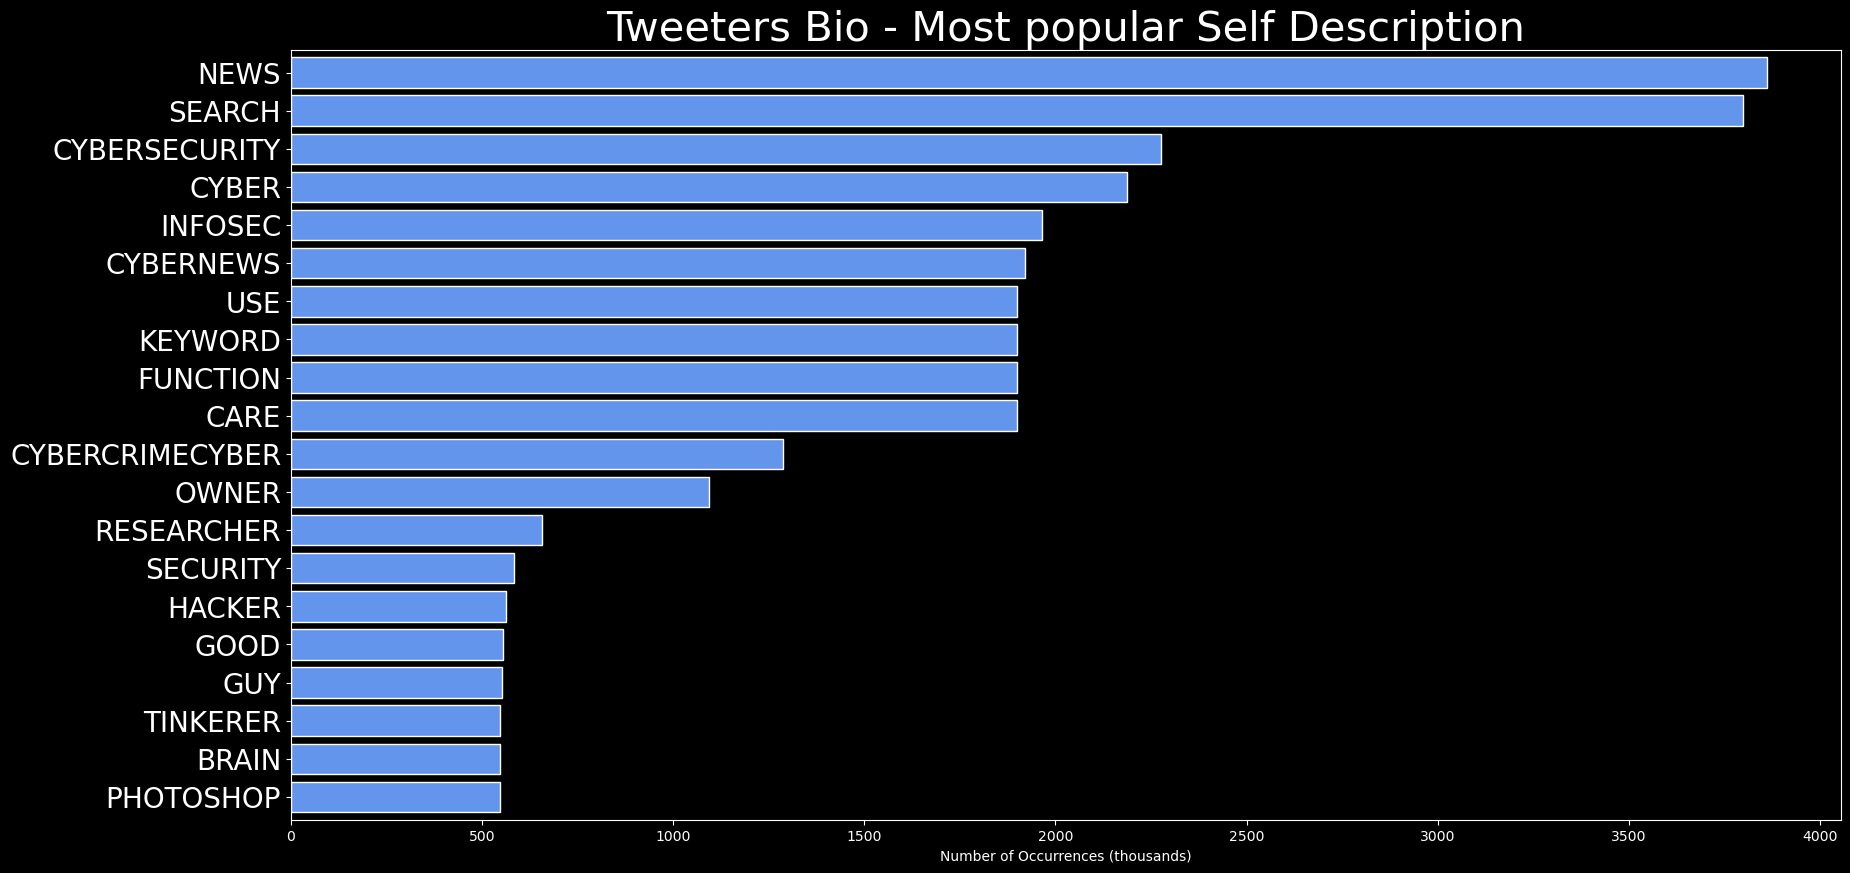 Tweeters Bio - Most popular Self Description
NEWS
SEARCH
CYBERSECURITY
CYBER
INFOSEC
CYBERNEWS
USE
KEYWORD
FUNCTION
CARE
CYBERCRIMECYBER
OWNER
RESEARCHER
SECURITY
HACKER
GOOD
GUY
TINKERER
BRAIN
PHOTOSHOP
0 500 1000 1500 2000 2500 3000 3500 4000
Number of Occurrences (thousands)